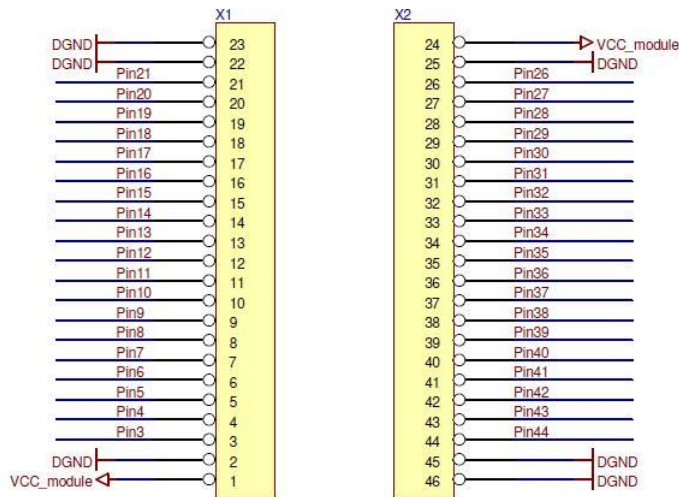 X1 X2
DGND 23 24 VCC_module
DGND 22 25 DGND
Pin21 21 26 Pin26
Pin20 20 27 Pin27
Pin19 19 28 Pin28
Pin18 18 29 Pin29
Pin17 17 30 Pin30
Pin16 16 31 Pin31
Pin15 15 32 Pin32
Pin14 14 33 Pin33
Pin13 13 34 Pin34
Pin12 12 35 Pin35
Pin11 11 36 Pin36
Pin10 10 37 Pin37
Pin9 9 38 Pin38
Pin8 8 39 Pin39
Pin7 7 40 Pin40
Pin6 6 41 Pin41
Pin5 5 42 Pin42
Pin4 4 43 Pin43
Pin3 3 44 Pin44
DGND 2 45 DGND
VCC_module 1 46 DGND